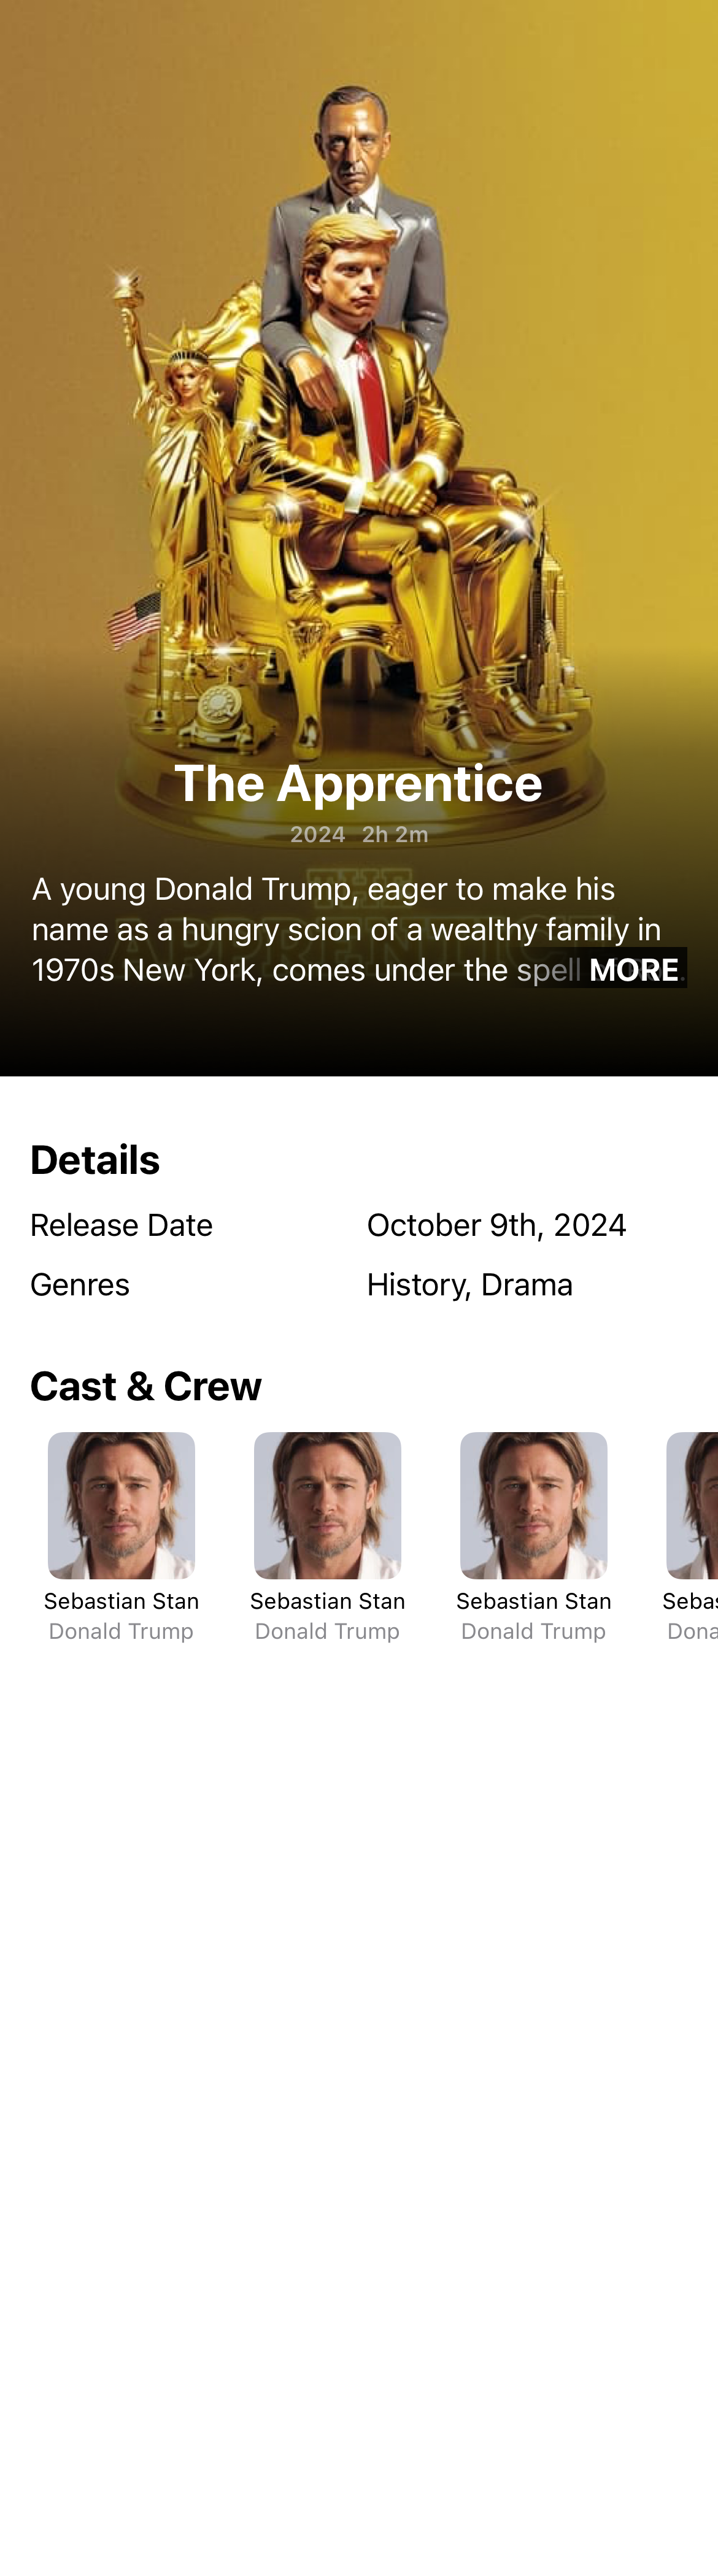 The Apprentice
2024 2h 2m
A young Donald Trump, eager to make his
name as a hungry scion of a wealthy family in
1970s New York, comes under the spell MORE
Details
Release Date October 9th, 2024
Genres History, Drama
Cast & Crew
Sebastian Stan Sebastian Stan Sebastian Stan Sebas
Donald Trump Donald Trump Donald Trump Dona